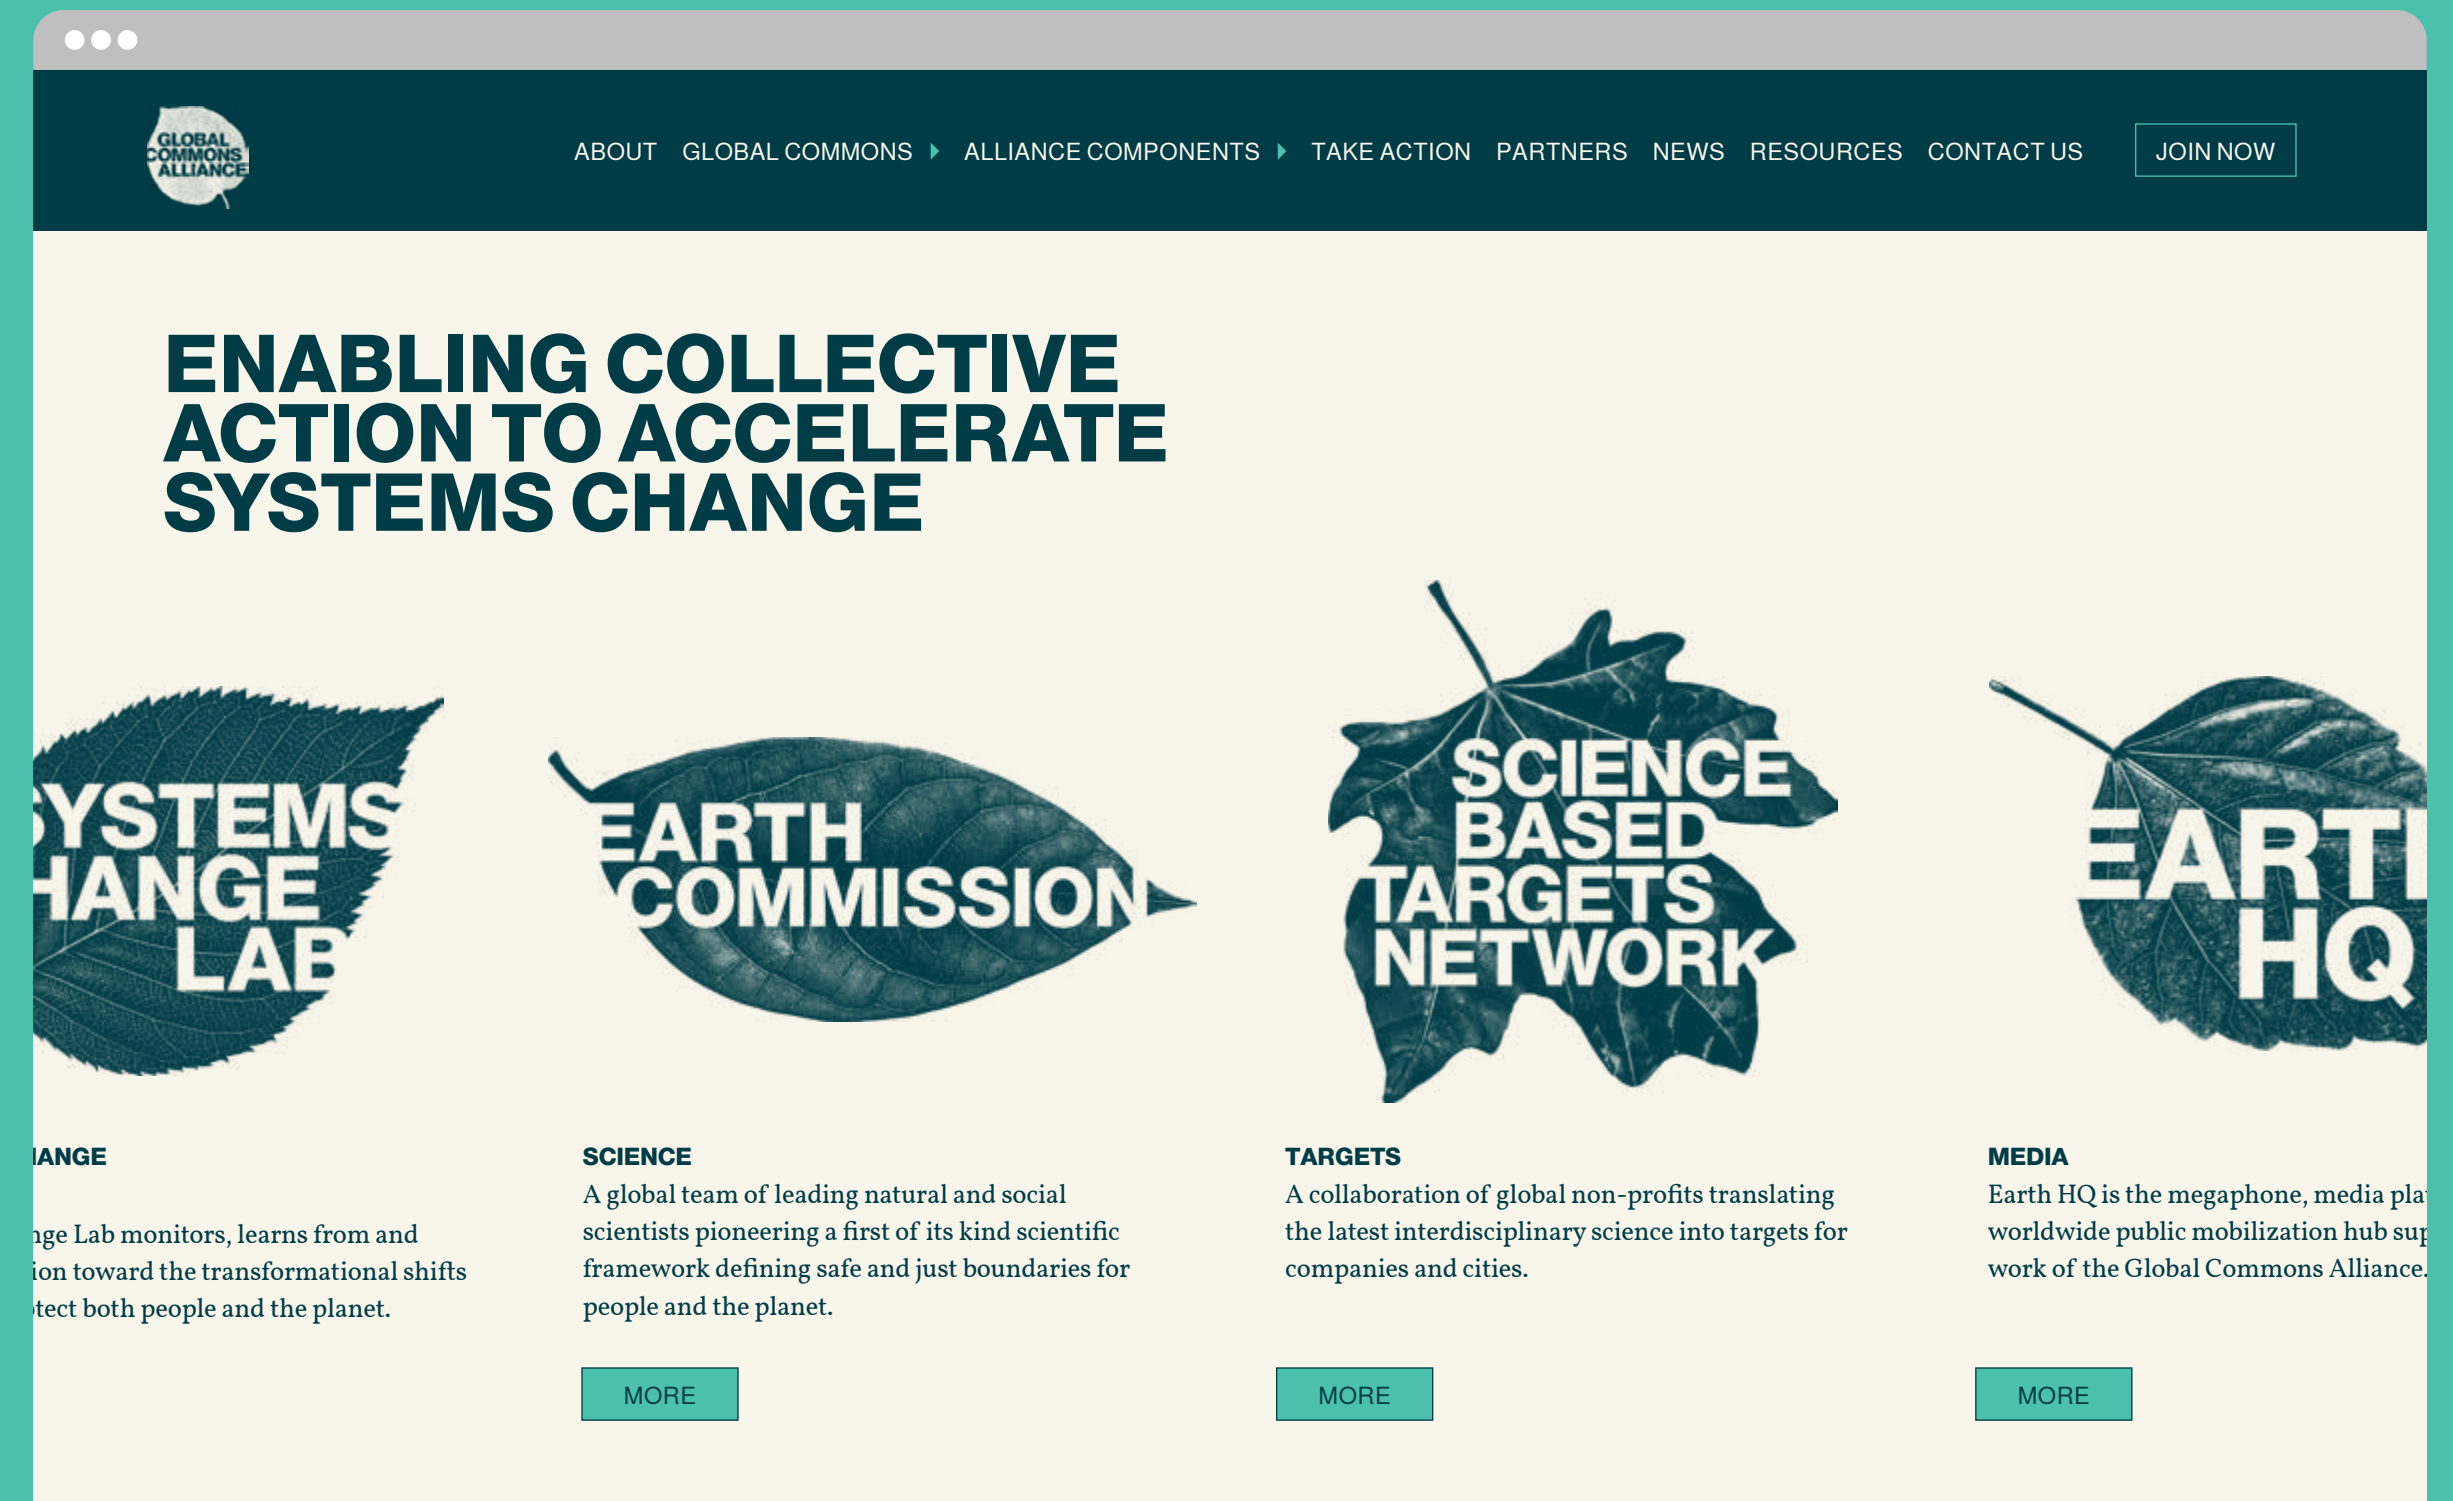 GLOBAL
COMMONS
ALLIANCE
ABOUT GLOBAL COMMONS ALLIANCE COMPONENTS TAKE ACTION PARTNERS NEWS RESOURCES CONTACT US JOIN NOW
ENABLING COLLECTIVE
ACTION TO ACCELERATE
SYSTEMS CHANGE
SYSTEMS
HANGE
LAB
EARTH
COMMISSION
SCIENCE
BASED
TARGETS
NETWORK
EARTH
HQ
HANGE
nge Lab monitors, learns from and
ion toward the transformational shifts
otect both people and the planet.
SCIENCE
A global team of leading natural and social
scientists pioneering a first of its kind scientific
framework defining safe and just boundaries for
people and the planet.
MORE
TARGETS
A collaboration of global non-profits translating
the latest interdisciplinary science into targets for
companies and cities.
MORE
MEDIA
Earth HQ is the megaphone, media pla
worldwide public mobilization hub sup
work of the Global Commons Alliance.
MORE